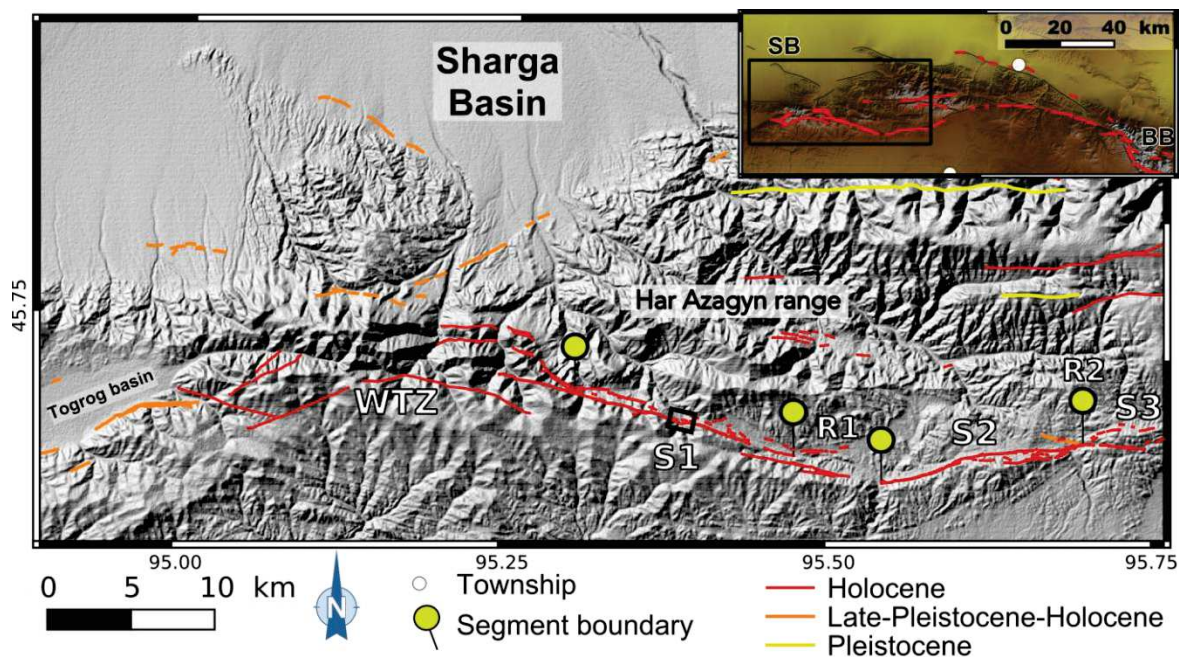 Sharga
Basin
SB
0 20 40
km
BB
45.75
Har Azagyn range
Togrog basin
WTZ
S1
R1
S2
R2
S3
95.00 95.25 95.50 95.75
0 5 10 km
N
Township
Segment boundary
Holocene
Late-Pleistocene-Holocene
Pleistocene